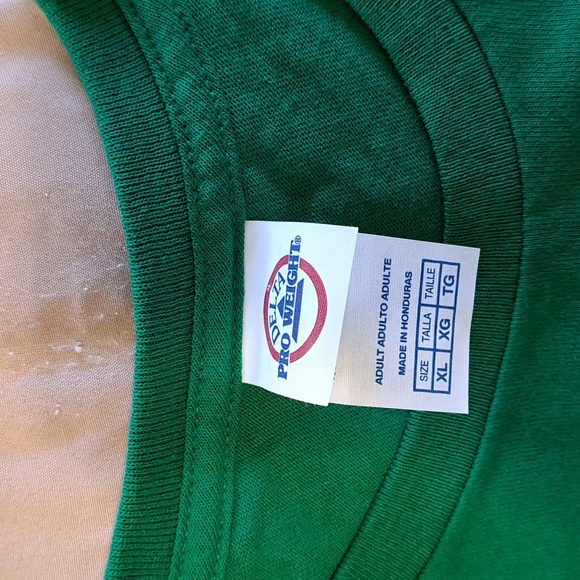 DELTA
PRO WEIGHT®
ADULT ADULTO ADULTE
MADE IN HONDURAS
SIZE TALLA TAILLE
XL XG TG